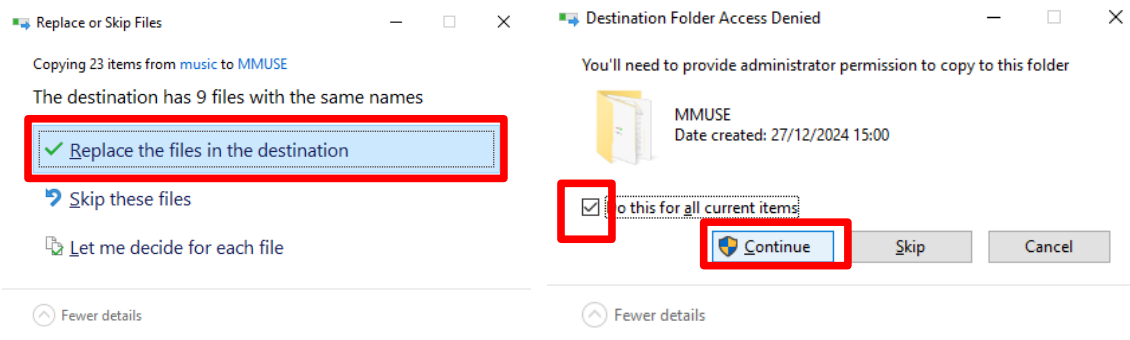 Replace or Skip Files
Copying 23 items from music to MMUSE
The destination has 9 files with the same names
Replace the files in the destination
Skip these files
Let me decide for each file
Fewer details
Destination Folder Access Denied
You'll need to provide administrator permission to copy to this folder
MMUSE
Date created: 27/12/2024 15:00
o this for all current items
Continue
Skip
Cancel
Fewer details